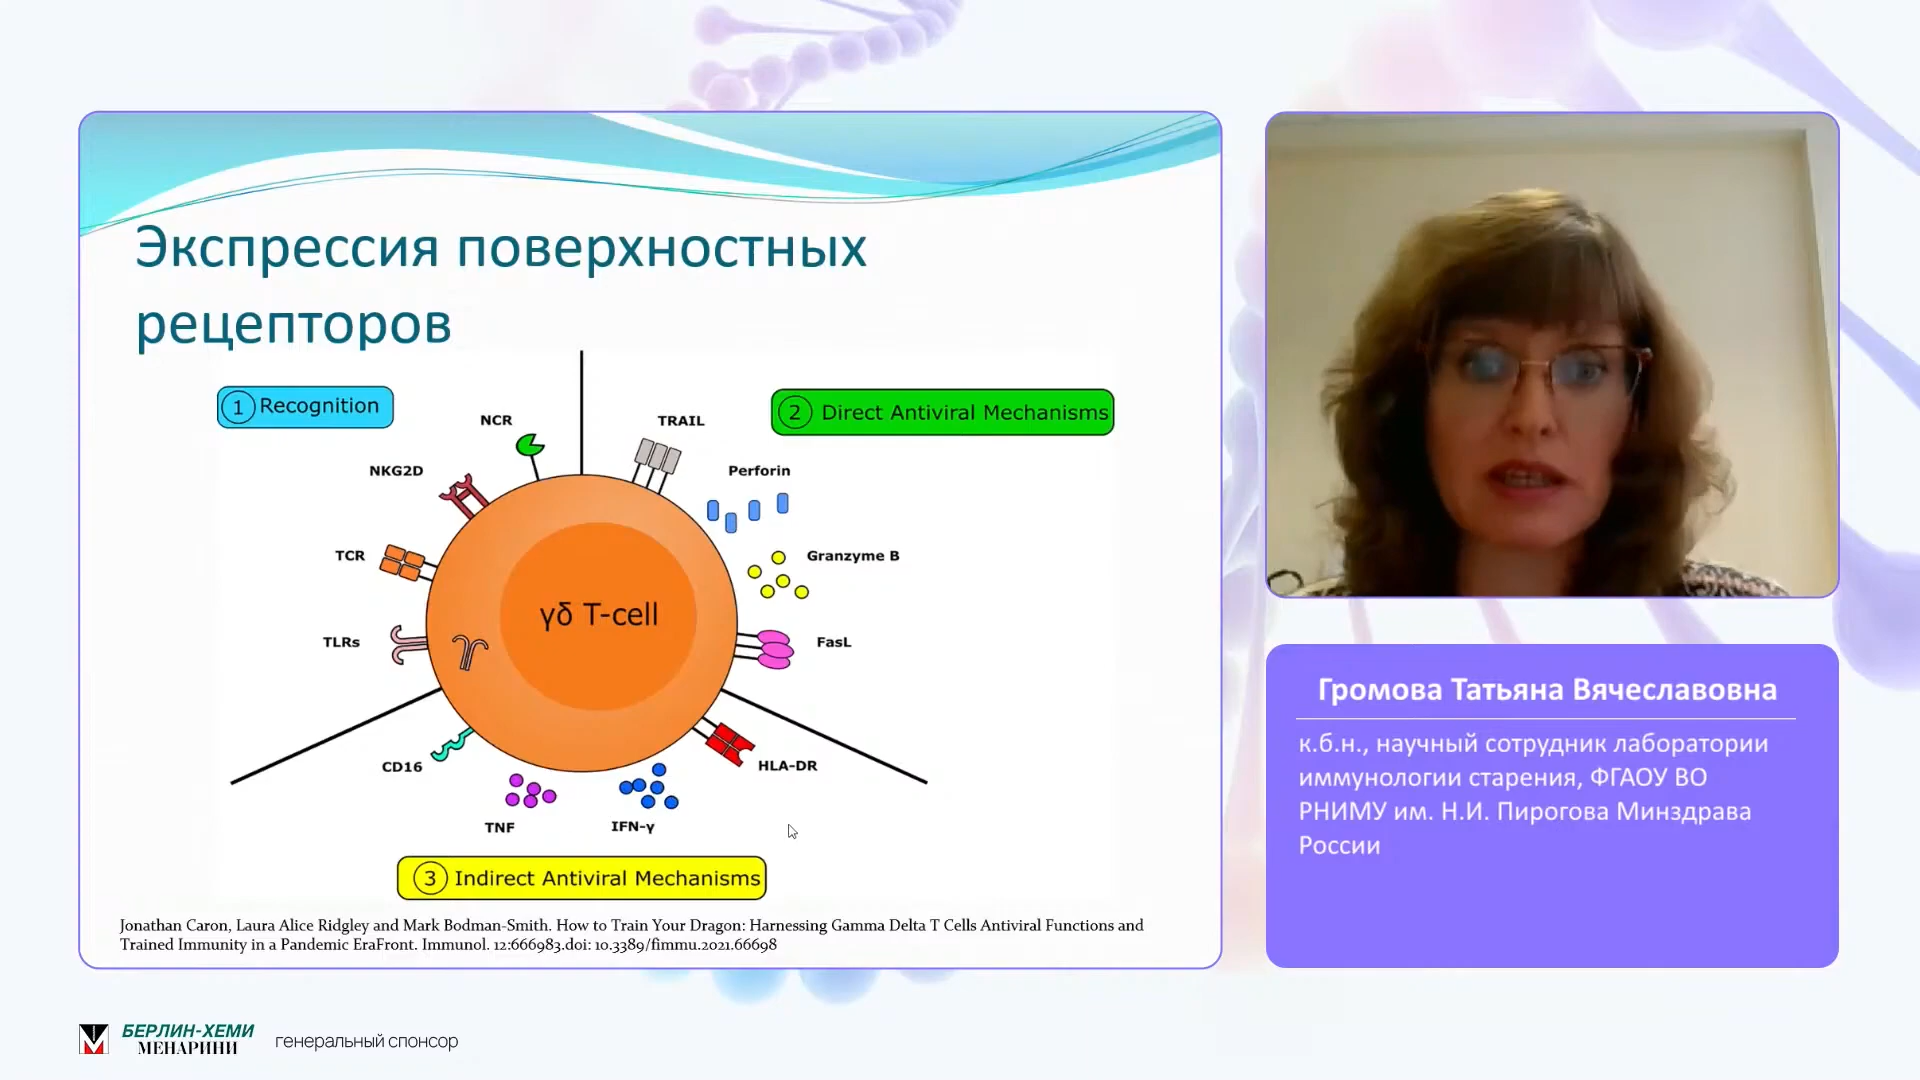 Экспрессия поверхностных
рецепторов
1 Recognition
2 Direct Antiviral Mechanisms
NCR
TRAIL
NKG2D
Perforin
TCR
Granzyme B
γδ T-cell
TLRs
FasL
CD16
HLA-DR
TNF
IFN-γ
3 Indirect Antiviral Mechanisms
Jonathan Caron, Laura Alice Ridgley and Mark Bodman-Smith. How to Train Your Dragon: Harnessing Gamma Delta T Cells Antiviral Functions and
Trained Immunity in a Pandemic EraFront. Immunol. 12:666983.doi: 10.3389/fimmu.2021.66698
Громова Татьяна Вячеславовна
к.б.н., научный сотрудник лаборатории
иммунологии старения, ФГАОУ ВО
РНИМУ им. Н.И. Пирогова Минздрава
России
БЕРЛИН-ХЕМИ
МЕНАРИНИ
генеральный спонсор